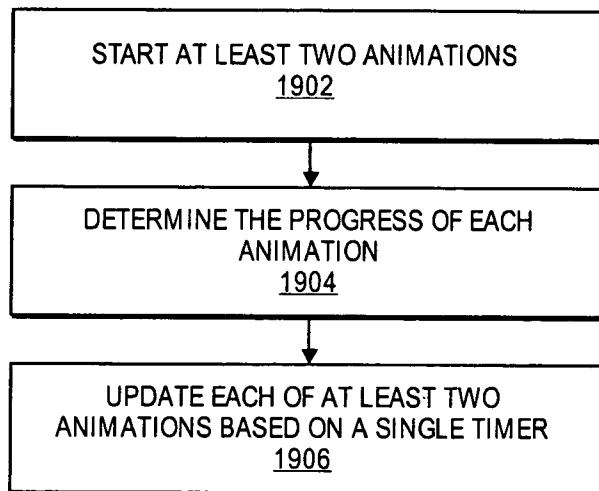 START AT LEAST TWO ANIMATIONS
1902
DETERMINE THE PROGRESS OF EACH
ANIMATION
1904
UPDATE EACH OF AT LEAST TWO
ANIMATIONS BASED ON A SINGLE TIMER
1906